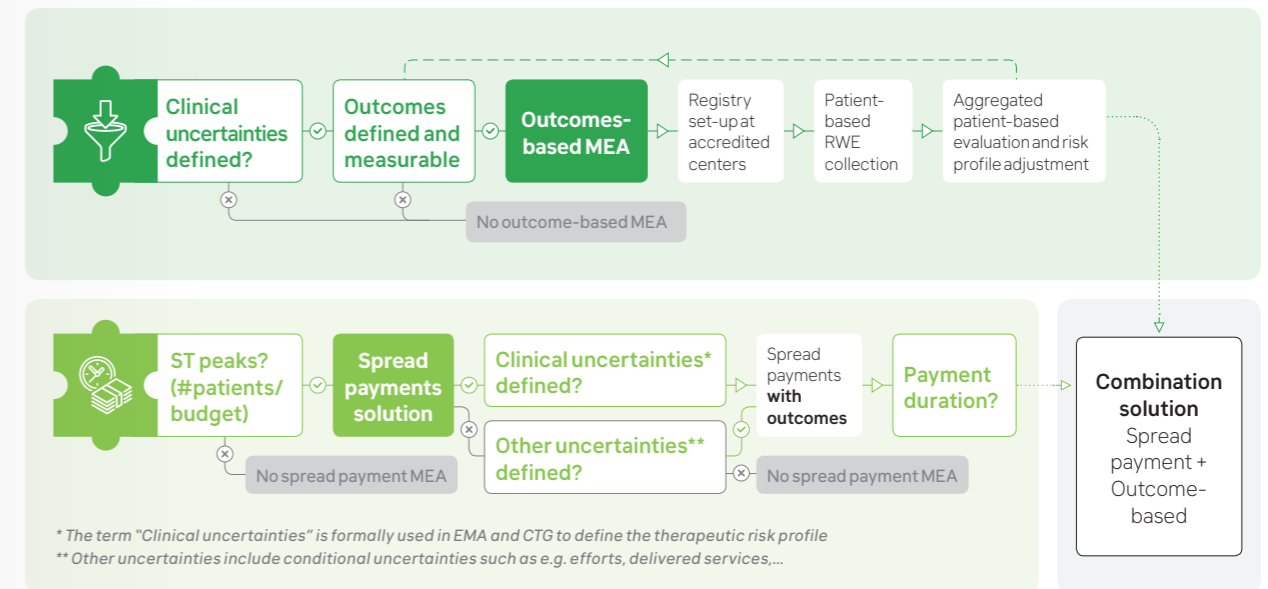 Clinical
uncertainties
defined?
Outcomes
defined and
measurable
Outcomes-
based MEA
Registry
set-up at
accredited
centers
Patient-
based
RWE
collection
Aggregated
patient-based
evaluation and risk
profile adjustment
No outcome-based MEA
ST peaks?
(#patients/
budget)
Spread
payments
solution
Clinical uncertainties*
defined?
Other uncertainties**
defined?
Spread
payments
with
outcomes
Payment
duration?
No spread payment MEA
No spread payment MEA
Combination
solution
Spread
payment +
Outcome-
based
* The term "Clinical uncertainties" is formally used in EMA and CTG to define the therapeutic risk profile
** Other uncertainties include conditional uncertainties such as e.g. efforts, delivered services,...